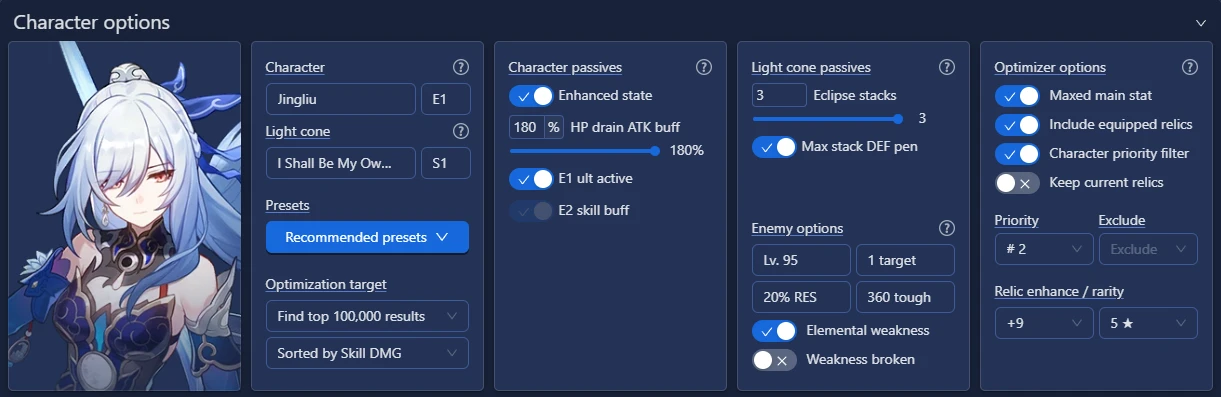 Character options
Character
Jingliu E1
Light cone
I Shall Be My Ow... S1
Presets
Recommended presets
Optimization target
Find top 100,000 results
Sorted by Skill DMG
Character passives
Enhanced state
180 % HP drain ATK buff
180%
E1 ult active
E2 skill buff
Light cone passives
3 Eclipse stacks
3
Max stack DEF pen
Enemy options
Lv. 95 1 target
20% RES 360 tough
Elemental weakness
Weakness broken
Optimizer options
Maxed main stat
Include equipped relics
Character priority filter
Keep current relics
Priority Exclude
# 2 Exclude
Relic enhance / rarity
+9 5 ★